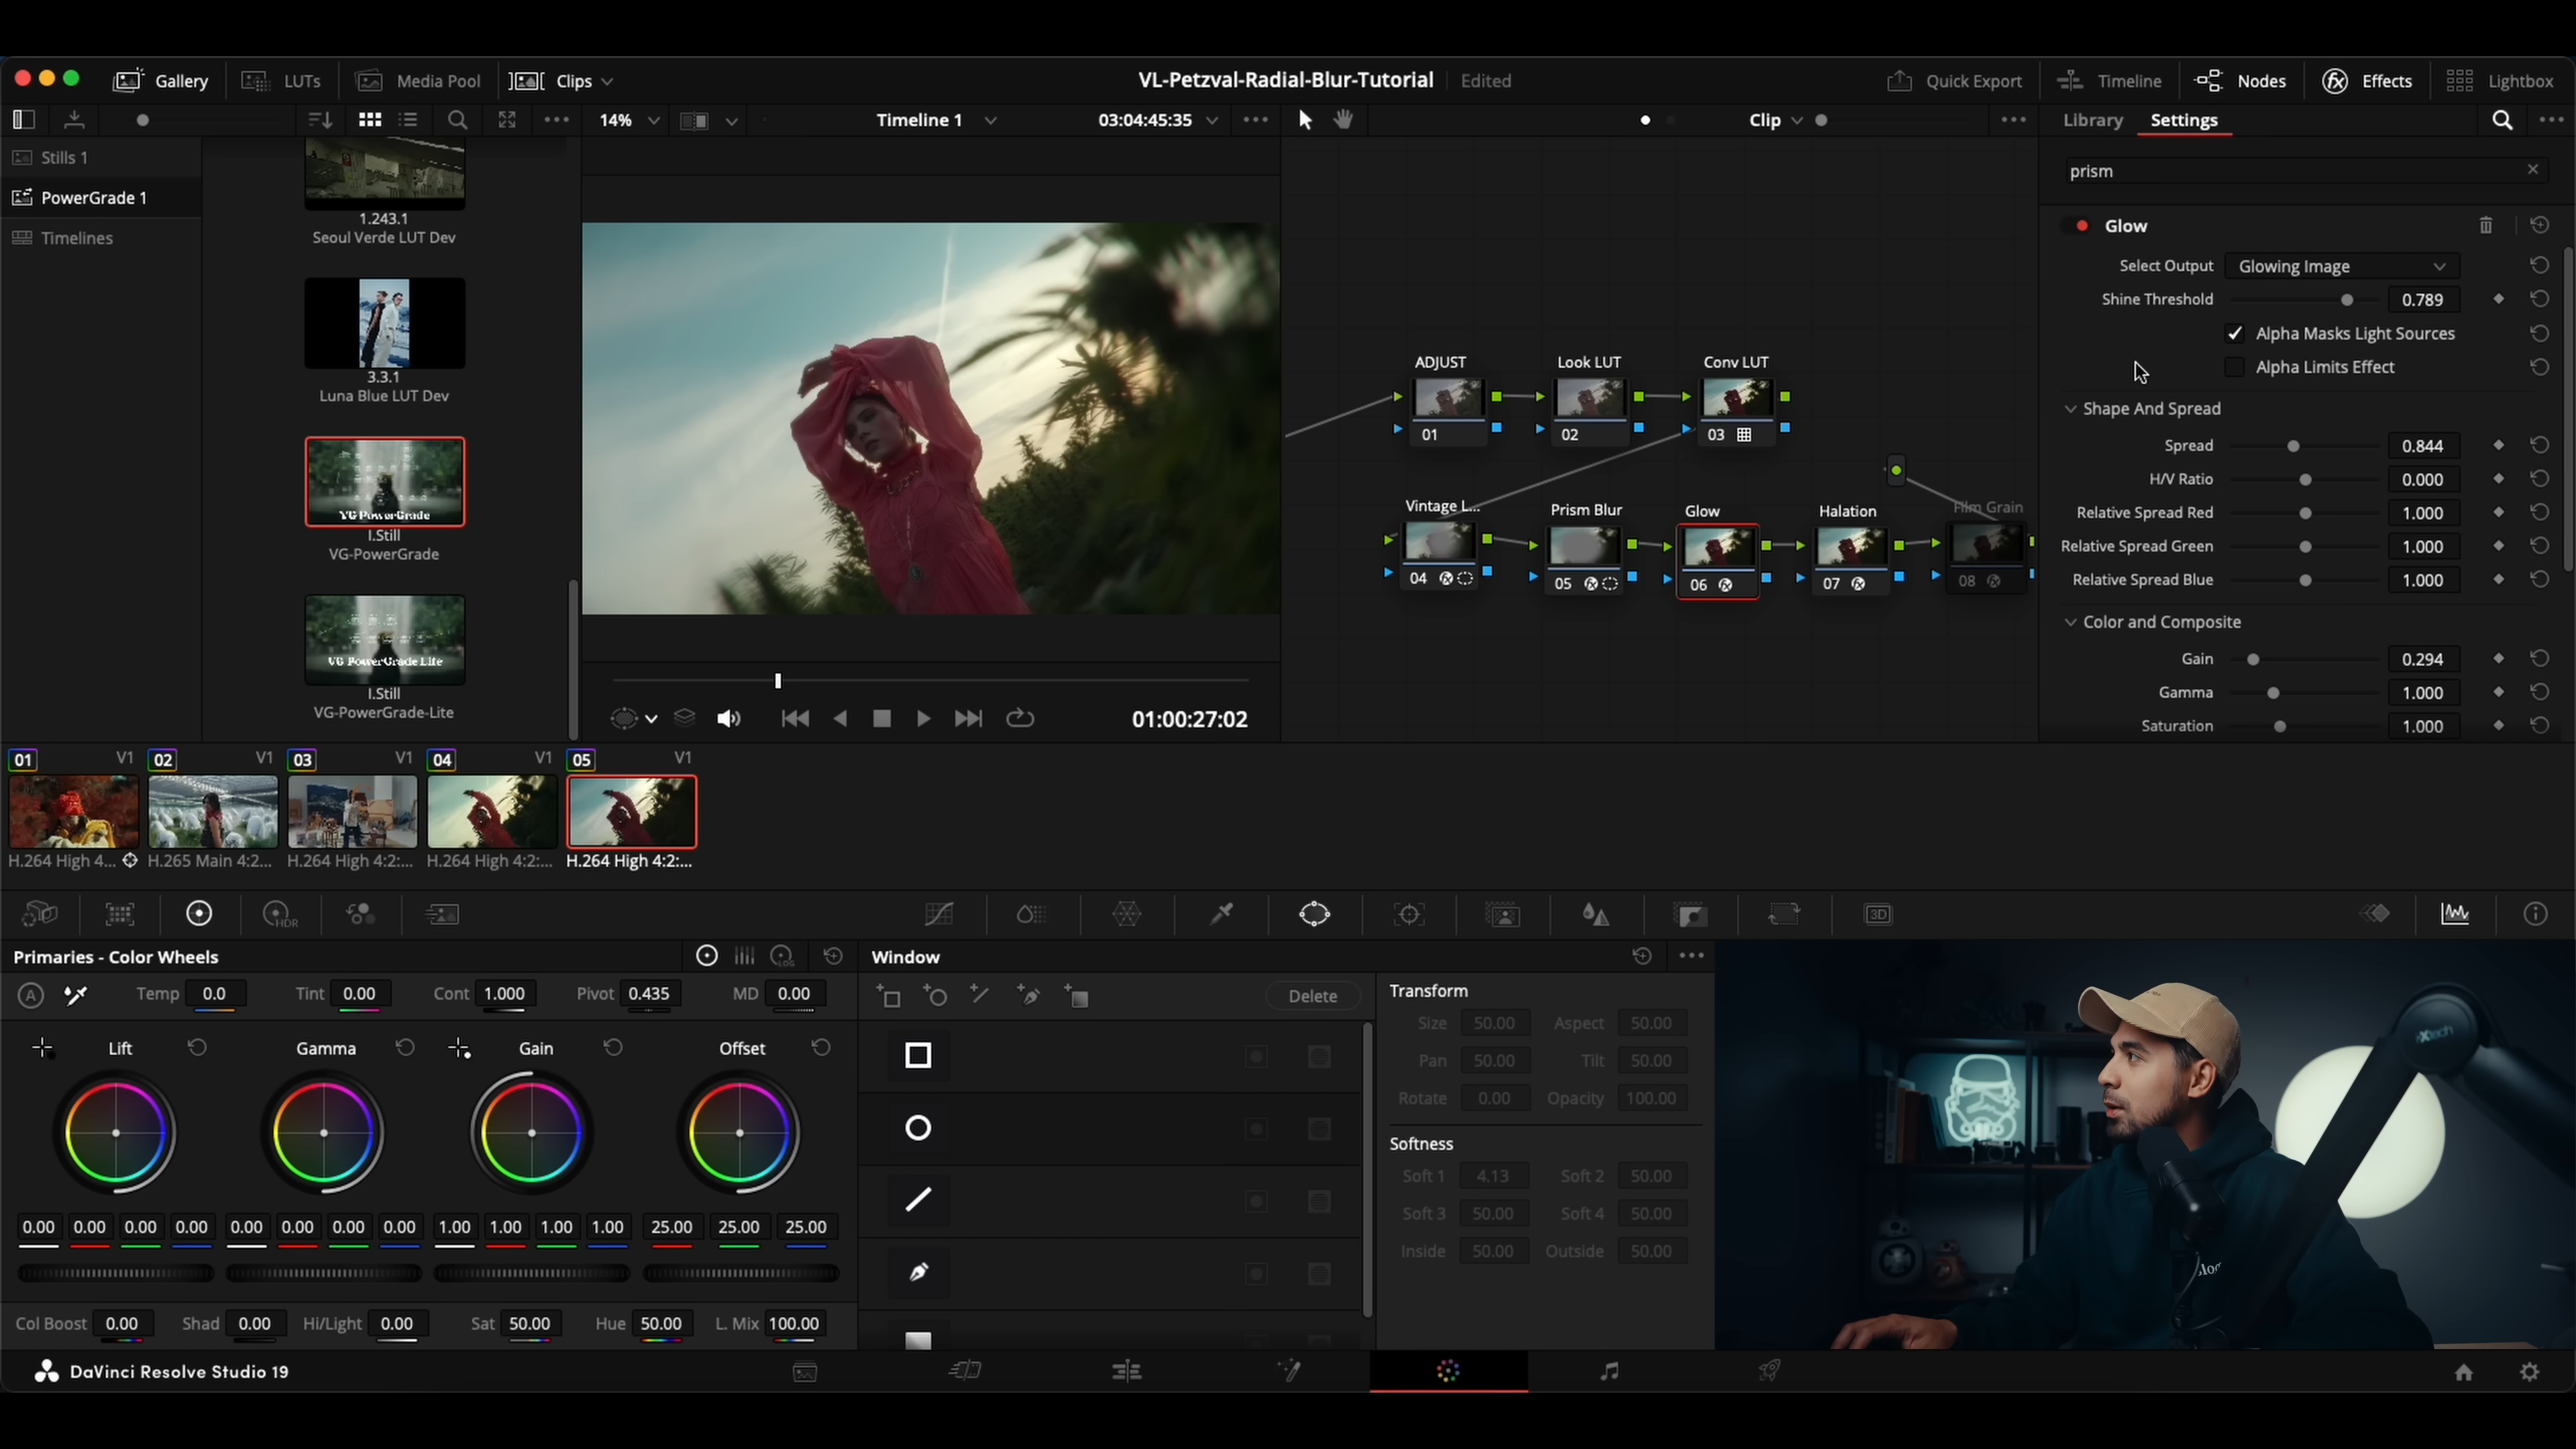 Gallery
LUTs
Media Pool
Clips
VL-Petzval-Radial-Blur-Tutorial
Edited
Quick Export
Timeline
Nodes
Effects
Lightbox
14%
Timeline 1
03:04:45:35
Clip
Library
Settings
Stills 1
PowerGrade 1
Timelines
1.243.1
Seoul Verde LUT Dev
3.3.1
Luna Blue LUT Dev
VG PowerGrade
I.Still
VG-PowerGrade
VG PowerGrade Lite
I.Still
VG-PowerGrade-Lite
01:00:27:02
ADJUST
Look LUT
Conv LUT
01
02
03
Vintage L...
Prism Blur
Glow
Halation
Film Grain
04
05
06
07
08
prism
Glow
Select Output Glowing Image
Shine Threshold 0.789
Alpha Masks Light Sources
Alpha Limits Effect
Shape And Spread
Spread 0.844
H/V Ratio 0.000
Relative Spread Red 1.000
Relative Spread Green 1.000
Relative Spread Blue 1.000
Color and Composite
Gain 0.294
Gamma 1.000
Saturation 1.000
01 V1
02 V1
03 V1
04 V1
05 V1
H.264 High 4...
H.265 Main 4:2...
H.264 High 4:2:...
H.264 High 4:2:...
H.264 High 4:2:...
HDR
3D
Primaries - Color Wheels
LOG
A
Temp 0.0
Tint 0.00
Cont 1.000
Pivot 0.435
MD 0.00
Lift
Gamma
Gain
Offset
0.00 0.00 0.00 0.00
0.00 0.00 0.00 0.00
1.00 1.00 1.00 1.00
25.00 25.00 25.00
Col Boost 0.00
Shad 0.00
Hi/Light 0.00
Sat 50.00
Hue 50.00
L. Mix 100.00
Window
Delete
Transform
Size 50.00 Aspect 50.00
Pan 50.00 Tilt 50.00
Rotate 0.00 Opacity 100.00
Softness
Soft 1 4.13 Soft 2 50.00
Soft 3 50.00 Soft 4 50.00
Inside 50.00 Outside 50.00
DaVinci Resolve Studio 19